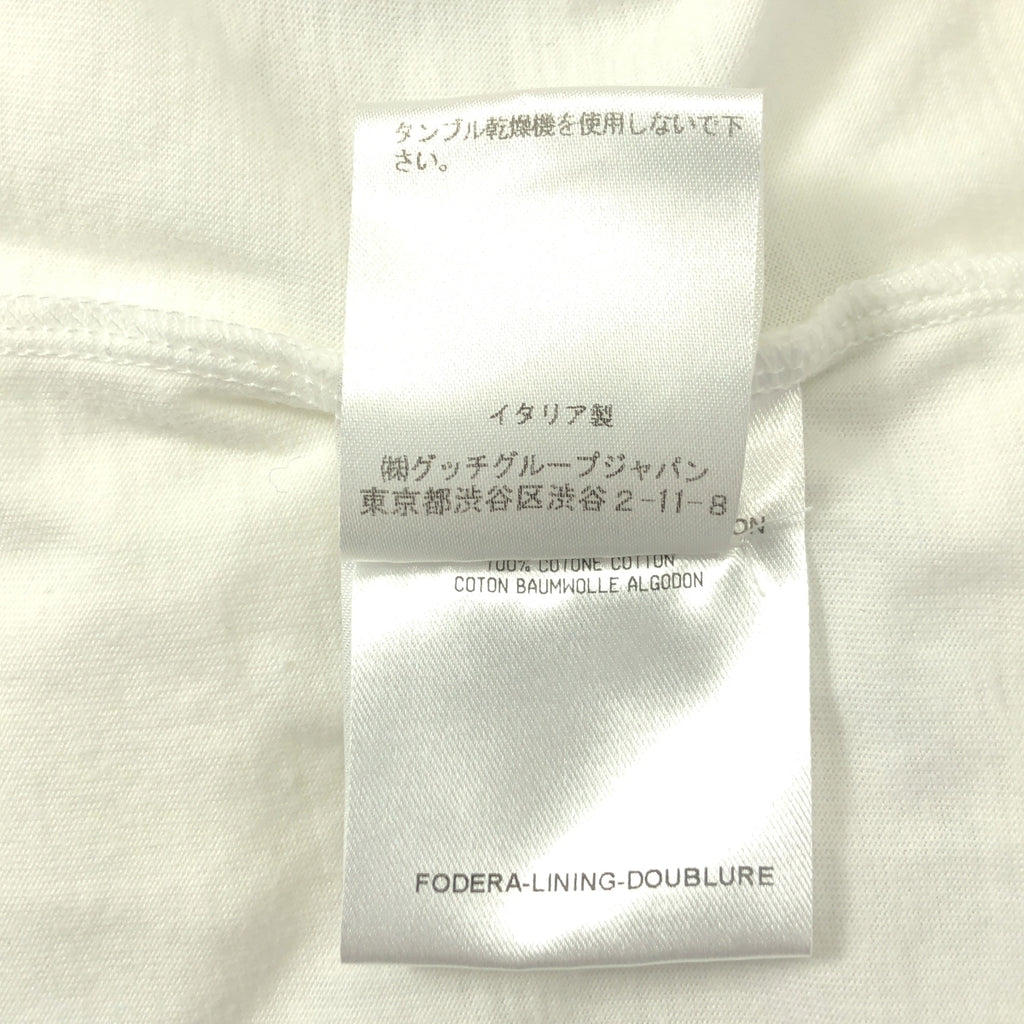 タンブル乾燥機を使用しないで下
さい。
イタリア製
㈱グッチグループジャパン
東京都渋谷区渋谷2-11-8
100% COTONE COTTON
COTON BAUMWOLLE ALGODON
FODERA-LINING-DOUBLURE